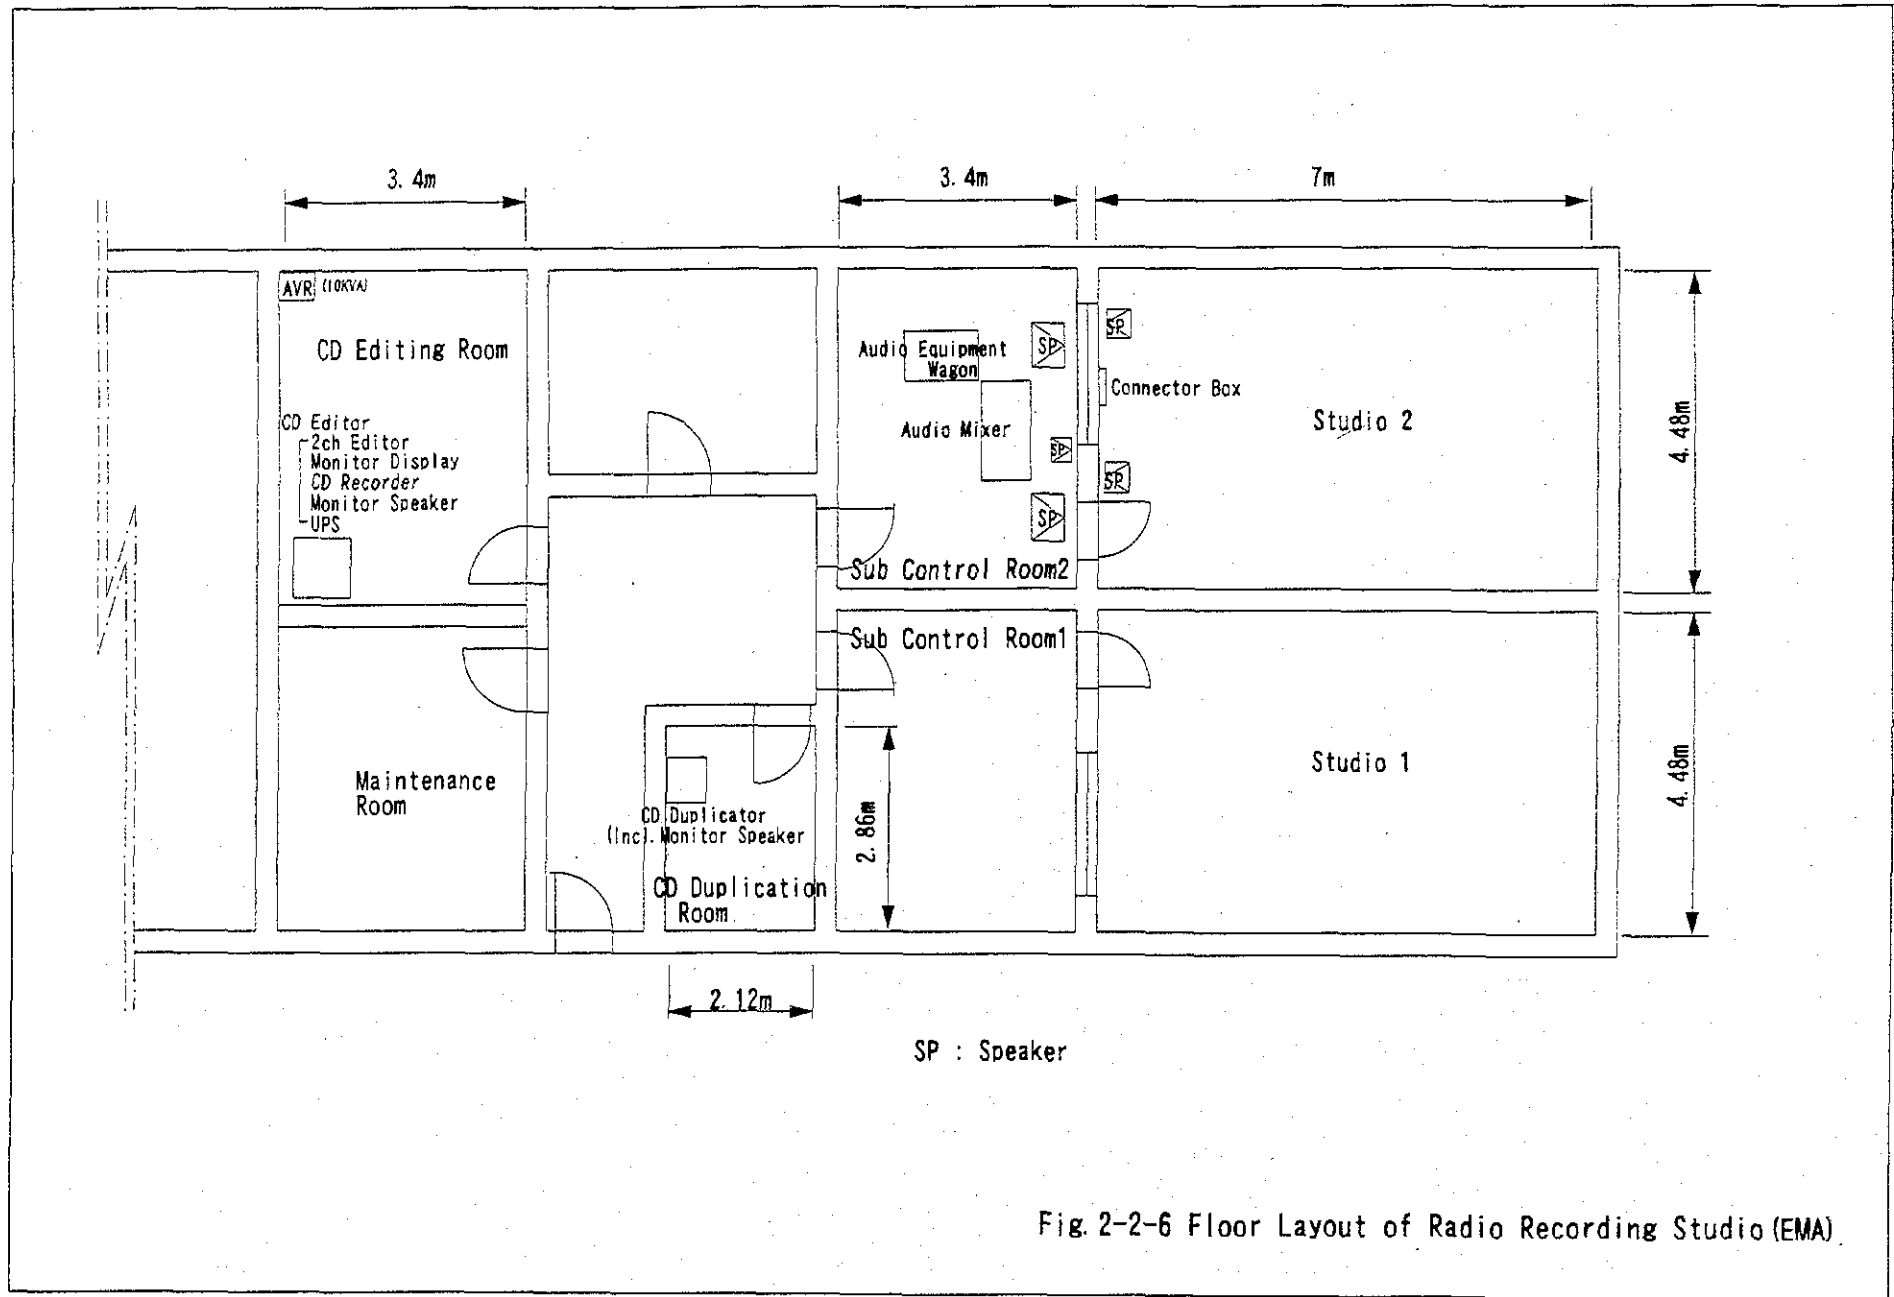 3.4m
3.4m
7m
AVR (10KVA)
CD Editing Room
CD Editor
2ch Editor
Monitor Display
CD Recorder
Monitor Speaker
UPS
Audio Equipment
Wagon
Audio Mixer
SP
SP
SP
SP
SP
Connector Box
Studio 2
4.48m
Sub Control Room2
Sub Control Room1
Studio 1
4.48m
Maintenance
Room
CD Duplicator
(Incl. Monitor Speaker
CD Duplication
Room
2.86m
2.12m
SP : Speaker
Fig. 2-2-6 Floor Layout of Radio Recording Studio (EMA)